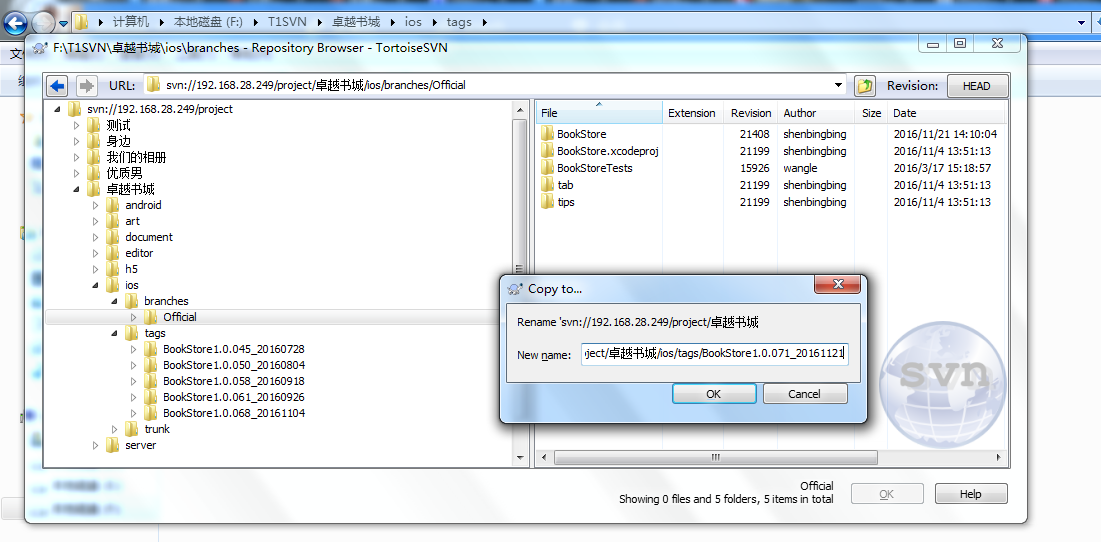 计算机 本地磁盘 (F:) T1SVN 卓越书城 ios tags
F:\T1SVN\卓越书城\ios\branches - Repository Browser - TortoiseSVN
URL: svn://192.168.28.249/project/卓越书城/ios/branches/Official Revision: HEAD
svn://192.168.28.249/project
测试
身边
我们的相册
优质男
卓越书城
android
art
document
editor
h5
ios
branches
Official
tags
BookStore1.0.045_20160728
BookStore1.0.050_20160804
BookStore1.0.058_20160918
BookStore1.0.061_20160926
BookStore1.0.068_20161104
trunk
server
File Extension Revision Author Size Date
BookStore 21408 shenbingbing 2016/11/21 14:10:04
BookStore.xcodeproj 21199 shenbingbing 2016/11/4 13:51:13
BookStoreTests 15926 wangle 2016/3/17 15:18:57
tab 21199 shenbingbing 2016/11/4 13:51:13
tips 21199 shenbingbing 2016/11/4 13:51:13
Copy to...
Rename 'svn://192.168.28.249/project/卓越书城
New name: ject/卓越书城/ios/tags/BookStore1.0.071_20161121
OK Cancel
svn
Official
Showing 0 files and 5 folders, 5 items in total
OK Help